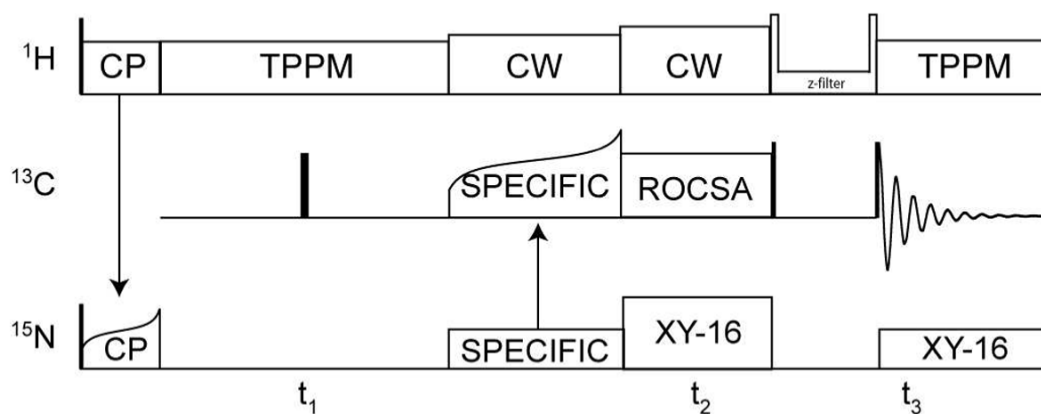 ¹H CP TPPM CW CW z-filter TPPM
¹³C SPECIFIC ROCSA
¹⁵N CP SPECIFIC XY-16 XY-16
t₁ t₂ t₃